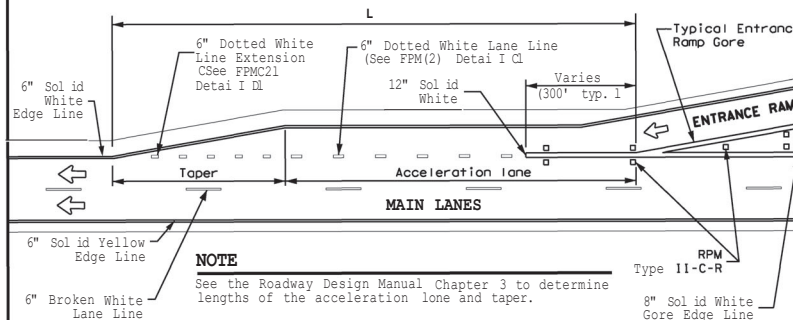 L
Typical Entranc
Ramp Gore
6" Dotted White
Line Extension
CSee FPMC21
Detai I Dl
6" Dotted White Lane Line
(See FPM(2) Detai I Cl
6" Sol id
White
Edge Line
12" Sol id
White
Varies
(300' typ. 1
ENTRANCE RAM
Taper
Acceleration lane
MAIN LANES
6" Sol id Yellow
Edge Line
NOTE
See the Roadway Design Manual Chapter 3 to determine
lengths of the acceleration lone and taper.
RPM
Type II-C-R
6" Broken White
Lane Line
8" Solid White
Gore Edge Line